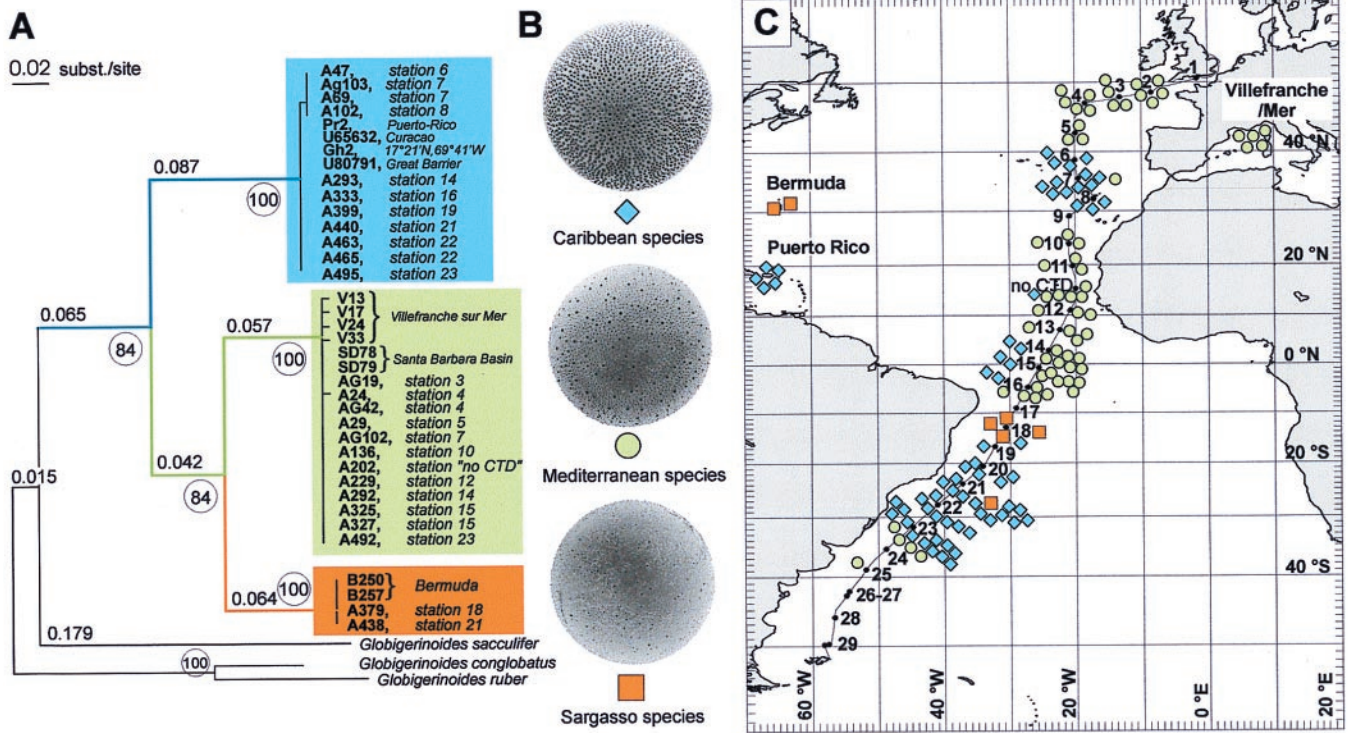 A
0.02 subst./site
A47, station 6
Ag103, station 7
A69, station 7
A102, station 8
Pr2, Puerto-Rico
U65632, Curacao
Gh2, 17°21'N,69°41'W
U80791, Great Barrier
A293, station 14
A333, station 16
A399, station 19
A440, station 21
A463, station 22
A465, station 22
A495, station 23
0.087
100
V13
V17
V24
V33
Villefranche sur Mer
SD78
SD79
Santa Barbara Basin
AG19, station 3
A24, station 4
AG42, station 4
A29, station 5
AG102, station 7
A136, station 10
A202, station "no CTD"
A229, station 12
A292, station 14
A325, station 15
A327, station 15
A492, station 23
0.065
84
0.057
100
0.042
84
0.015
B250
B257
Bermuda
A379, station 18
A438, station 21
100
0.064
0.179
Globigerinoides sacculifer
100
Globigerinoides conglobatus
Globigerinoides ruber
B
Caribbean species
Mediterranean species
Sargasso species
C
1
2
3
4
5
6
7
8
9
10
11
no CTD
12
13
14
15
16
17
18
19
20
21
22
23
24
25
26-27
28
29
Villefranche
/Mer
Bermuda
Puerto Rico
40 °N
20 °N
0 °N
20 °S
40 °S
60 °W
40 °W
20 °W
0 °E
20 °E